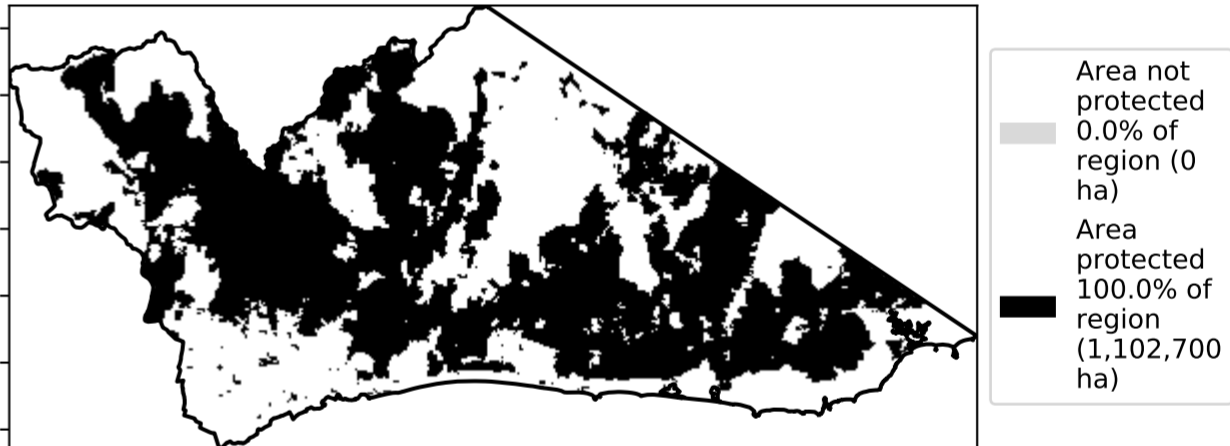 Area not
protected
0.0% of
region (0
ha)
Area
protected
100.0% of
region
(1,102,700
ha)